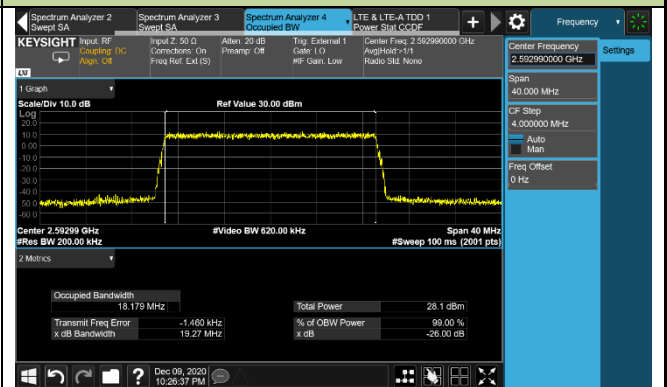 Spectrum Analyzer 2
Swept SA
Spectrum Analyzer 3
Swept SA
Spectrum Analyzer 4
Occupied BW
LTE & LTE-A TDD 1
Power Stat CCDF
Frequency
KEYSIGHT
Input: RF
Coupling: DC
Align: Off
Input Z: 50 Ω
Corrections: On
Freq Ref: Ext (S)
Atten: 20 dB
Preamp: Off
Trig: External 1
Gate: LO
#IF Gain: Low
Center Freq: 2.592990000 GHz
Avg|Hold:>1/1
Radio Std: None
LXI
Center Frequency
2.592990000 GHz
Settings
Span
40.000 MHz
CF Step
4.000000 MHz
Auto
Man
Freq Offset
0 Hz
1 Graph
Scale/Div 10.0 dB
Ref Value 30.00 dBm
Log
20.0
10.0
0.00
-10.0
-20.0
-30.0
-40.0
-50.0
-60.0
Center 2.59299 GHz
#Video BW 620.00 kHz
Span 40 MHz
#Res BW 200.00 kHz
#Sweep 100 ms (2001 pts)
2 Metrics
Occupied Bandwidth
18.179 MHz
Total Power
28.1 dBm
Transmit Freq Error
-1.460 kHz
% of OBW Power
99.00 %
x dB Bandwidth
19.27 MHz
x dB
-26.00 dB
Dec 09, 2020
10:26:37 PM